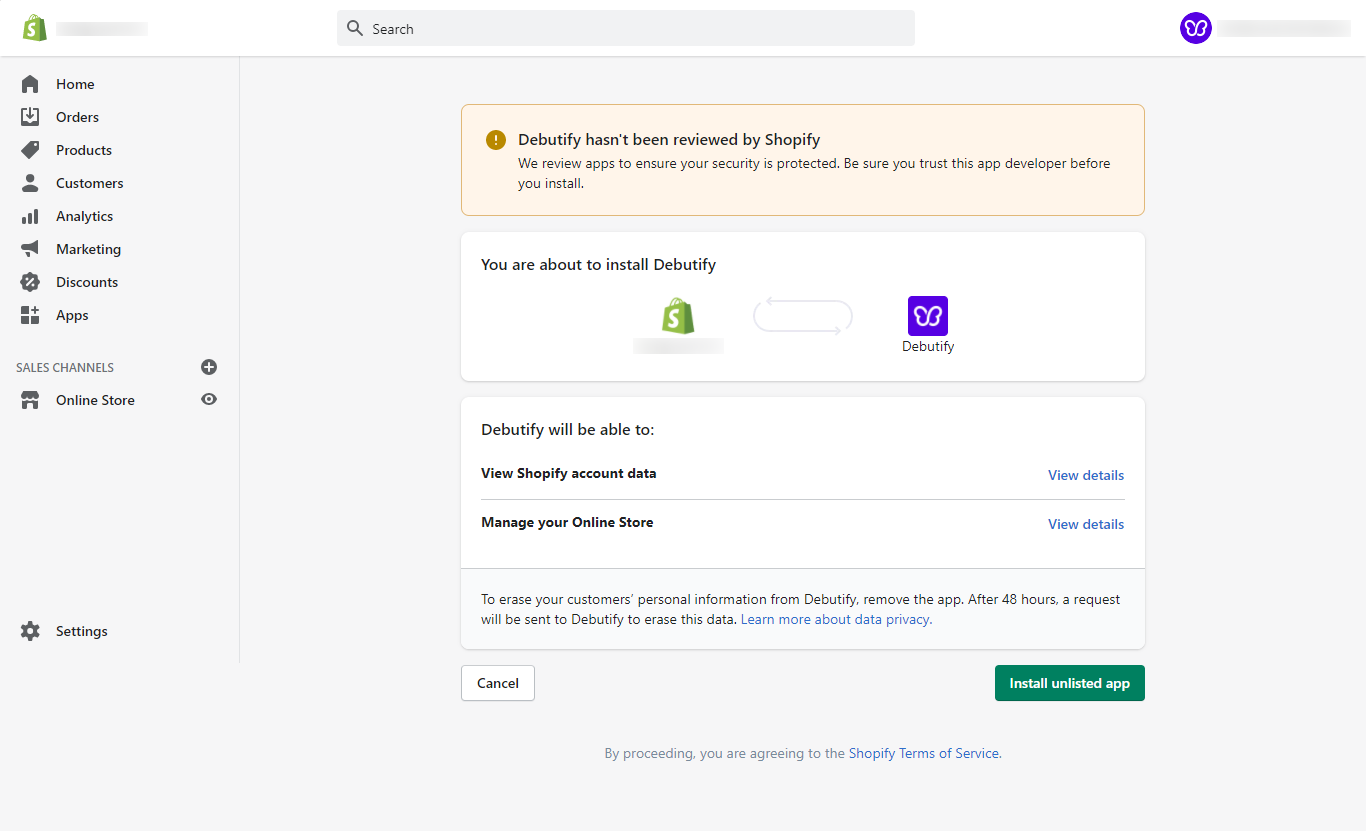 Search
Home
Orders
Products
Customers
Analytics
Marketing
Discounts
Apps
SALES CHANNELS
Online Store
Settings
Debutify hasn't been reviewed by Shopify
We review apps to ensure your security is protected. Be sure you trust this app developer before
you install.
You are about to install Debutify
Debutify
Debutify will be able to:
View Shopify account data
View details
Manage your Online Store
View details
To erase your customers’ personal information from Debutify, remove the app. After 48 hours, a request
will be sent to Debutify to erase this data. Learn more about data privacy.
Cancel
Install unlisted app
By proceeding, you are agreeing to the Shopify Terms of Service.